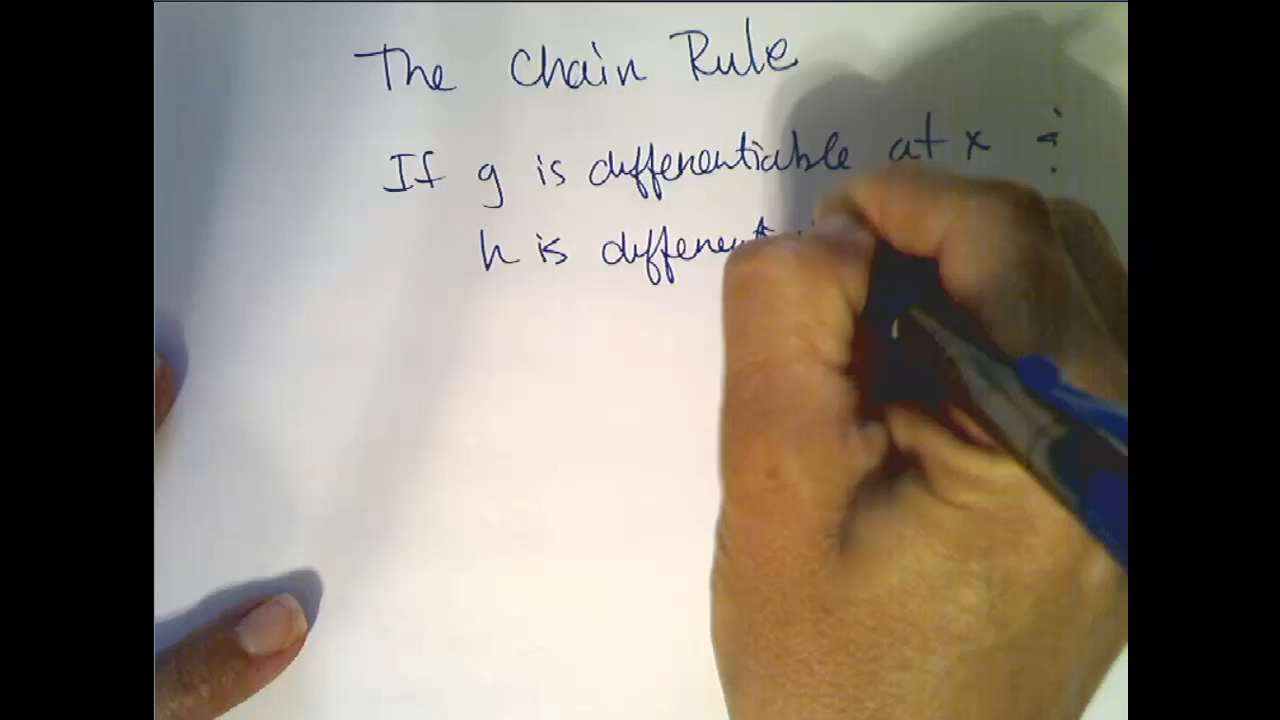 The Chain Rule
If g is differentiable at x
h is